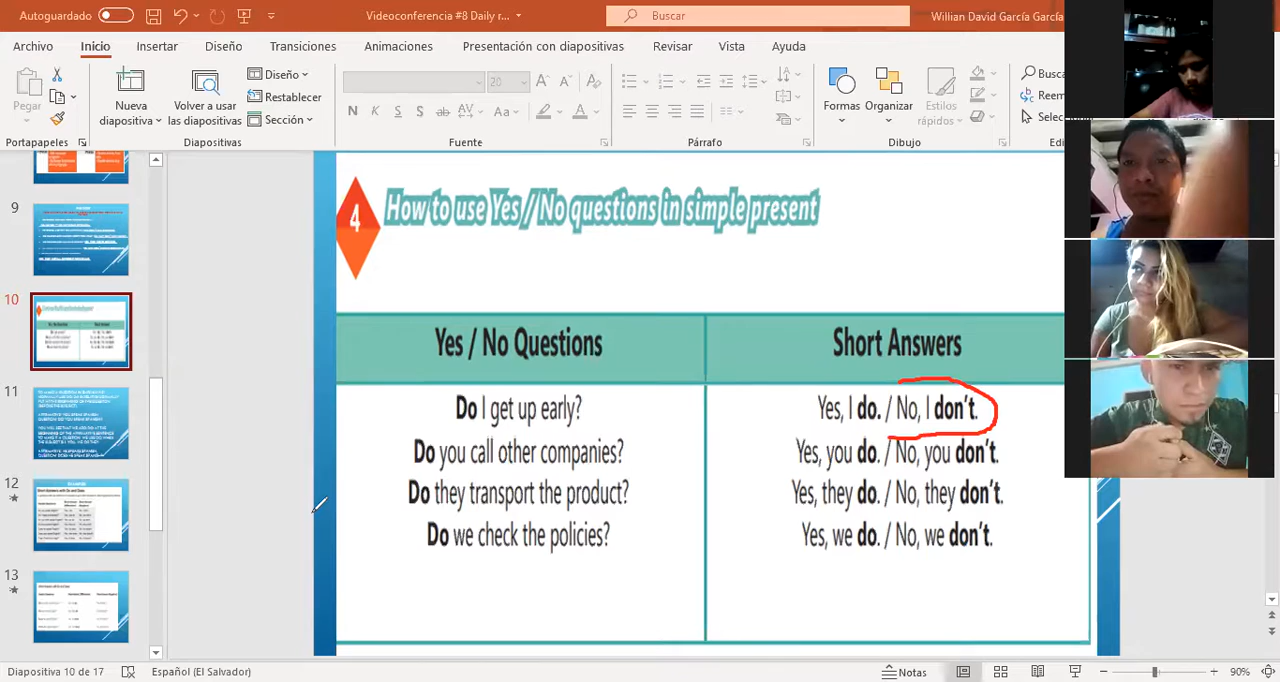 Autoguardado
Videoconferencia #8 Daily r...
Buscar
Willian David García García
Archivo Inicio Insertar Diseño Transiciones Animaciones Presentación con diapositivas Revisar Vista Ayuda
Pegar
Nueva diapositiva
Volver a usar las diapositivas
Diseño
Restablecer
Sección
20
N K S S ab AV Aa A
Formas Organizar Estilos rápidos
Portapapeles Diapositivas Fuente Párrafo Dibujo
9
10
11
12
13
4 How to use Yes / No questions in simple present
Yes / No Questions Short Answers
Do I get up early? Yes, I do. / No, I don't.
Do you call other companies? Yes, you do. / No, you don't.
Do they transport the product? Yes, they do. / No, they don't.
Do we check the policies? Yes, we do. / No, we don't.
Diapositiva 10 de 17 Español (El Salvador) Notas 90%